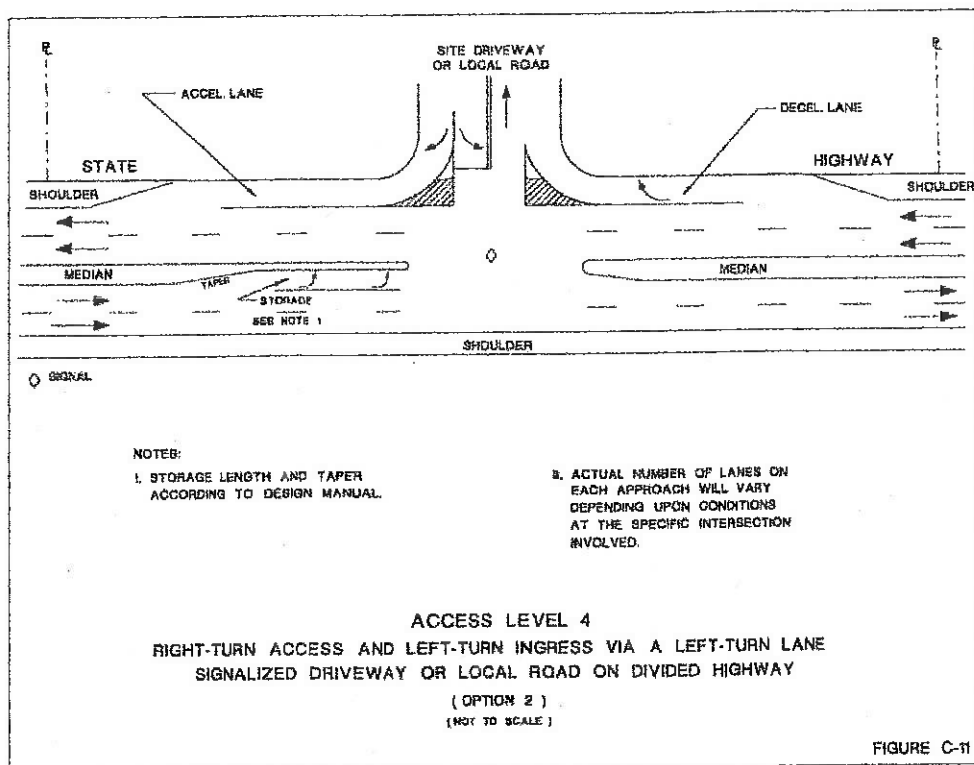 PL
PL
SITE DRIVEWAY
OR LOCAL ROAD
ACCEL. LANE
DECEL. LANE
STATE
HIGHWAY
SHOULDER
SHOULDER
MEDIAN
MEDIAN
TAPER
STORAGE
SEE NOTE 1
SHOULDER
SIGNAL
NOTES:
1. STORAGE LENGTH AND TAPER
ACCORDING TO DESIGN MANUAL.
2. ACTUAL NUMBER OF LANES ON
EACH APPROACH WILL VARY
DEPENDING UPON CONDITIONS
AT THE SPECIFIC INTERSECTION
INVOLVED.
ACCESS LEVEL 4
RIGHT-TURN ACCESS AND LEFT-TURN INGRESS VIA A LEFT-TURN LANE
SIGNALIZED DRIVEWAY OR LOCAL ROAD ON DIVIDED HIGHWAY
( OPTION 2 )
( NOT TO SCALE )
FIGURE C-11